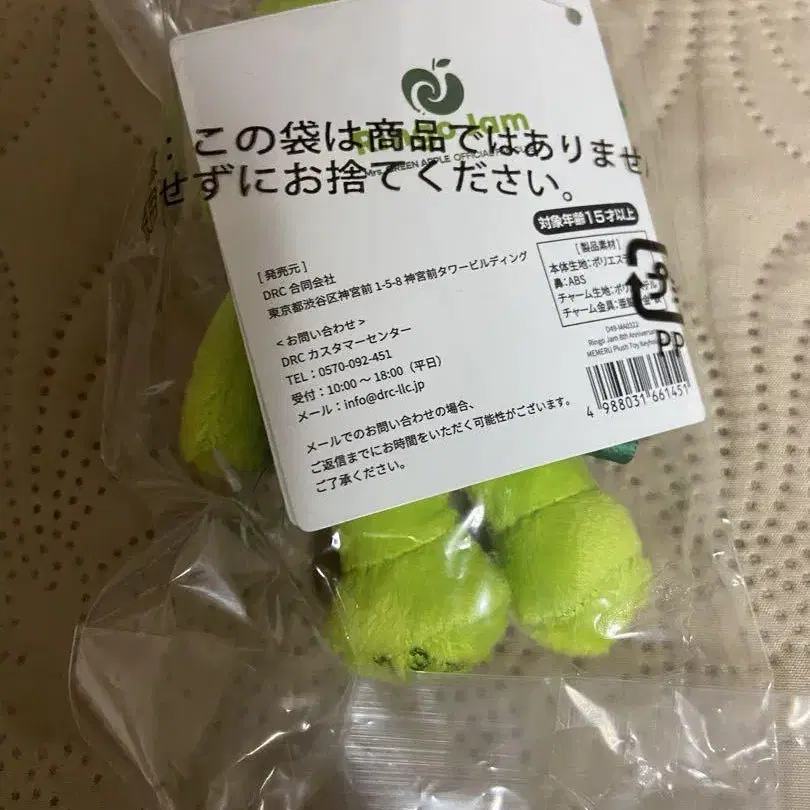 Ringo Jam
Mrs. GREEN APPLE OFFICIAL
：この袋は商品ではありませ
せずにお捨てください。
対象年齢15才以上
[発売元]
DRC 合同会社
東京都渋谷区神宮前 1-5-8 神宮前タワービルディング
<お問い合わせ>
DRC カスタマーセンター
TEL：0570-092-451
受付：10:00 ～ 18:00（平日）
メール：info@drc-llc.jp
メールでのお問い合わせの場合、
ご返信までにお時間をいただく可能性がございます。
ご了承ください。
[製品素材]
本体生地：ポリエステ
鼻：ABS
チャーム生地：ポリ
チャーム金具：亜
Ringo Jam 8th Anniversary
MEMERU Plush Toy Keyho
4 988031 661451
PP